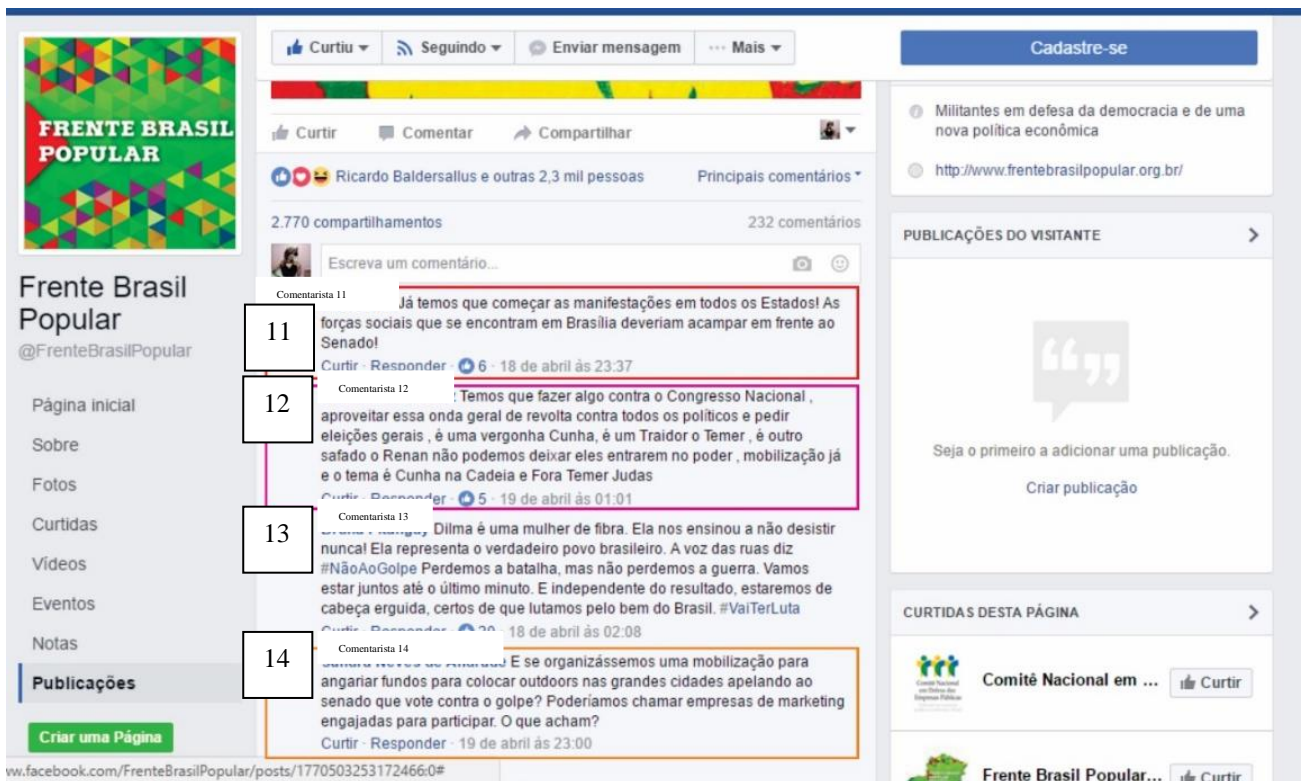 Curtiu
Seguindo
Enviar mensagem
Mais
Cadastre-se
FRENTE BRASIL
POPULAR
Frente Brasil
Popular
@FrenteBrasilPopular
Página inicial
Sobre
Fotos
Curtidas
Vídeos
Eventos
Notas
Publicações
Criar uma Página
Curtir Comentar Compartilhar
Ricardo Baldersallus e outras 2,3 mil pessoas Principais comentários
2.770 compartilhamentos 232 comentários
Escreva um comentário...
Comentarista 11
11
Já temos que começar as manifestações em todos os Estados! As
forças sociais que se encontram em Brasília deveriam acampar em frente ao
Senado!
Curtir · Responder · 6 · 18 de abril às 23:37
Comentarista 12
12
Temos que fazer algo contra o Congresso Nacional ,
aproveitar essa onda geral de revolta contra todos os políticos e pedir
eleições gerais , é uma vergonha Cunha, é um Traidor o Temer , é outro
safado o Renan não podemos deixar eles entrarem no poder , mobilização já
e o tema é Cunha na Cadeia e Fora Temer Judas
Curtir · Responder · 5 · 19 de abril às 01:01
Comentarista 13
13
Dilma é uma mulher de fibra. Ela nos ensinou a não desistir
nunca! Ela representa o verdadeiro povo brasileiro. A voz das ruas diz
#NãoAoGolpe Perdemos a batalha, mas não perdemos a guerra. Vamos
estar juntos até o último minuto. E independente do resultado, estaremos de
cabeça erguida, certos de que lutamos pelo bem do Brasil. #VaiTerLuta
18 de abril às 02:08
Comentarista 14
14
E se organizássemos uma mobilização para
angariar fundos para colocar outdoors nas grandes cidades apelando ao
senado que vote contra o golpe? Poderíamos chamar empresas de marketing
engajadas para participar. O que acham?
Curtir · Responder · 19 de abril às 23:00
Militantes em defesa da democracia e de uma
nova política econômica
http://www.frentebrasilpopular.org.br/
PUBLICAÇÕES DO VISITANTE
Seja o primeiro a adicionar uma publicação.
Criar publicação
CURTIDAS DESTA PÁGINA
Comitê Nacional em ... Curtir
Frente Brasil Popular... Curtir
ww.facebook.com/FrenteBrasilPopular/posts/1770503253172466:0#